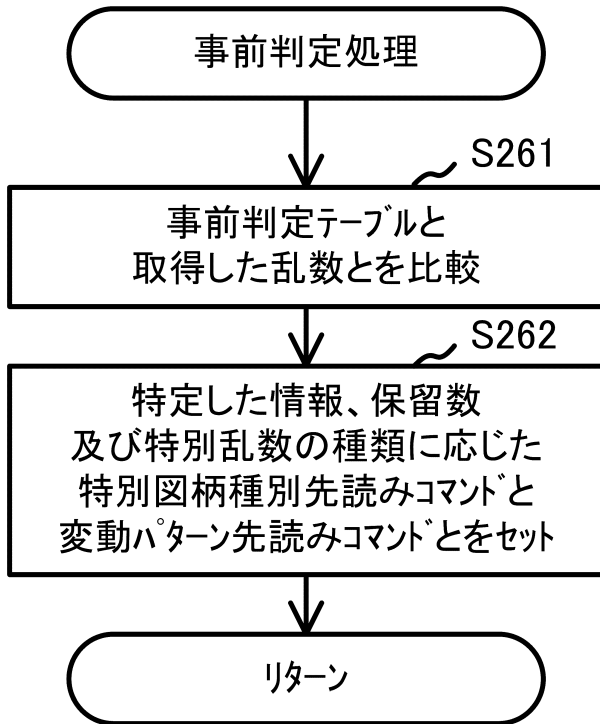 事前判定処理
S261
事前判定テーブルと
取得した乱数とを比較
S262
特定した情報、保留数
及び特別乱数の種類に応じた
特別図柄種別先読みコマンドと
変動パターン先読みコマンドとをセット
リターン